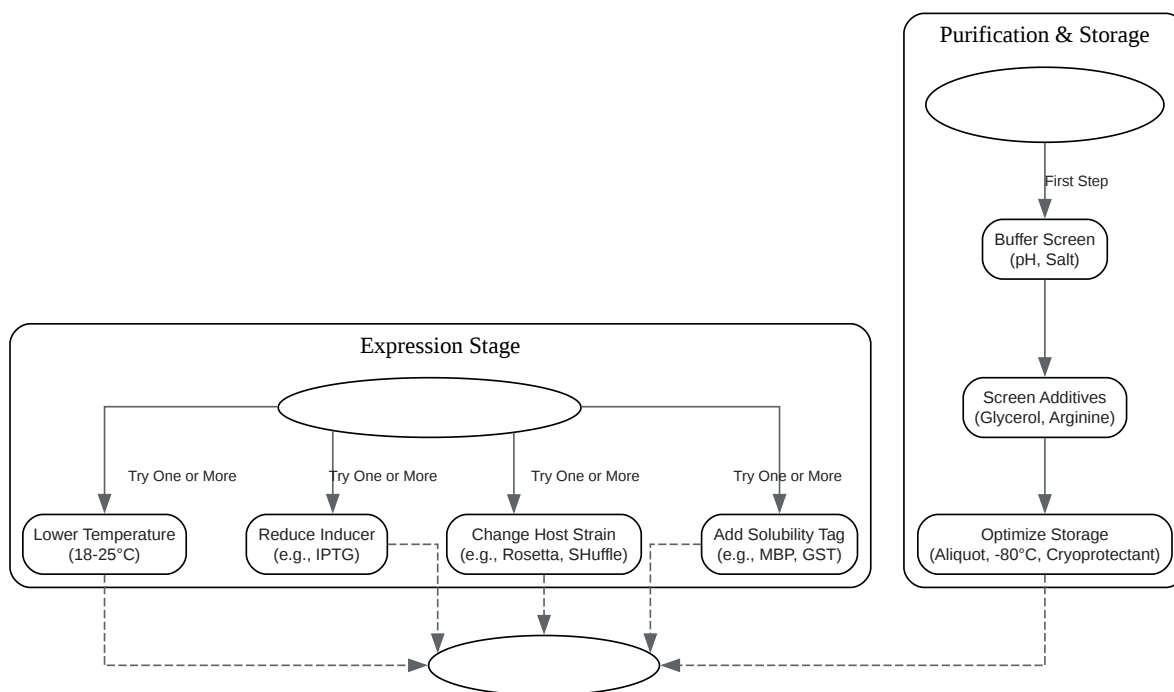 Purification & Storage
First Step
Buffer Screen
(pH, Salt)
Screen Additives
(Glycerol, Arginine)
Optimize Storage
(Aliquot, -80°C, Cryoprotectant)
Expression Stage
Try One or More
Try One or More
Try One or More
Try One or More
Lower Temperature
(18-25°C)
Reduce Inducer
(e.g., IPTG)
Change Host Strain
(e.g., Rosetta, SHuffle)
Add Solubility Tag
(e.g., MBP, GST)